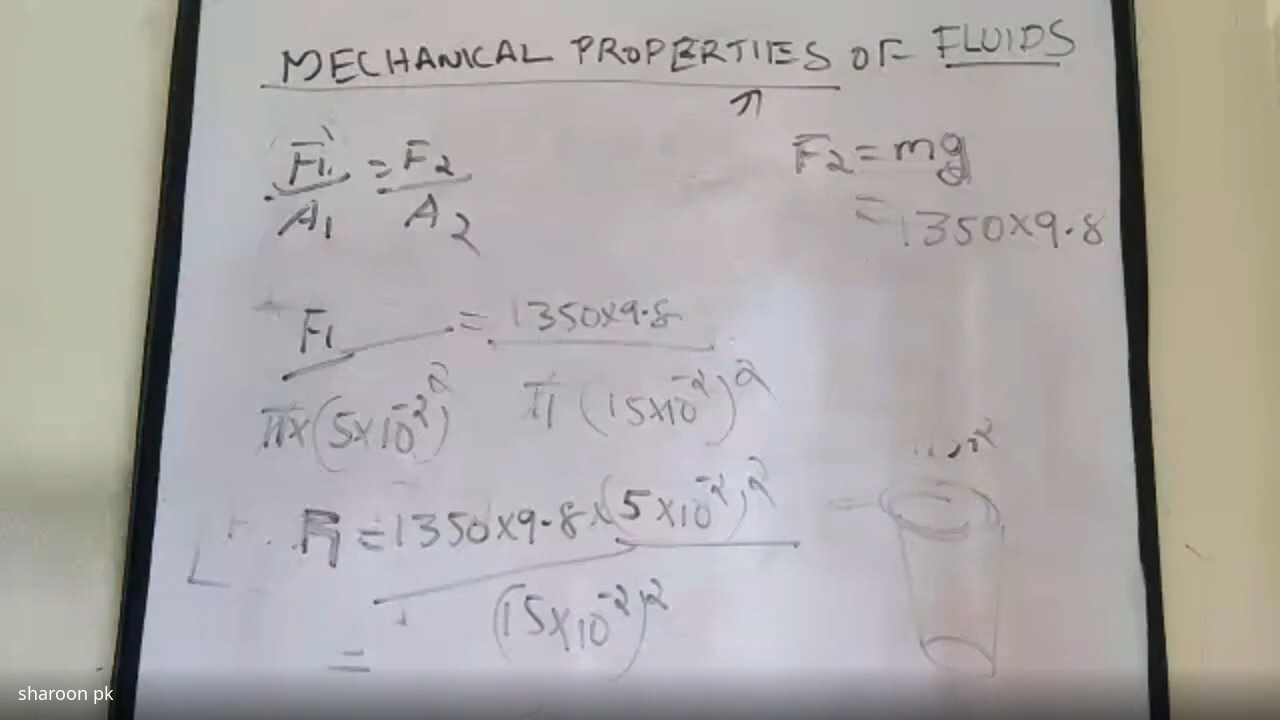 MECHANICAL PROPERTIES OF FLUIDS
F1/A1 = F2/A2
F2 = mg
= 1350×9.8
F1/π×(5×10^-2)^2 = 1350×9.8/π(15×10^-2)^2
F1 = 1350×9.8×(5×10^-2)^2/(15×10^-2)^2
=
sharoon pk